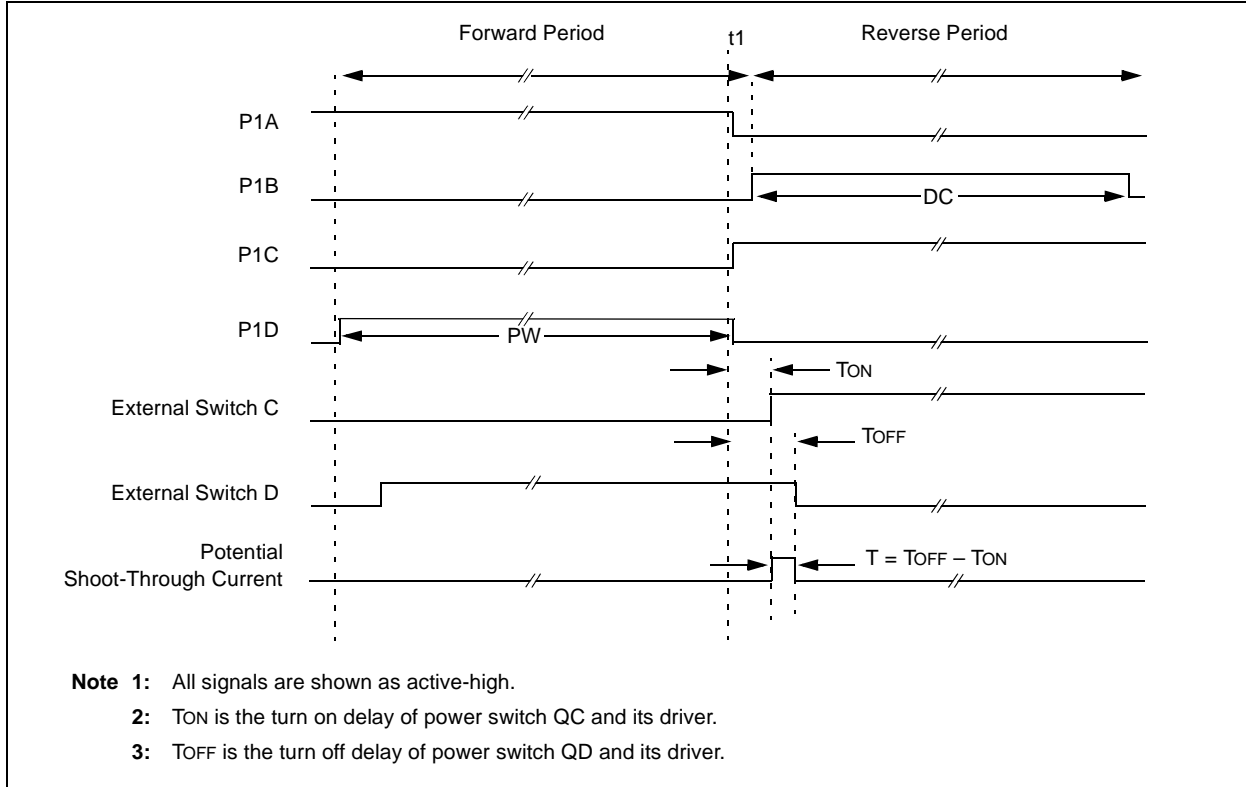 Forward Period
t1
Reverse Period
P1A
P1B
DC
P1C
P1D
PW
TON
External Switch C
TOFF
External Switch D
Potential
Shoot-Through Current
T = TOFF – TON
Note 1: All signals are shown as active-high.
2: TON is the turn on delay of power switch QC and its driver.
3: TOFF is the turn off delay of power switch QD and its driver.